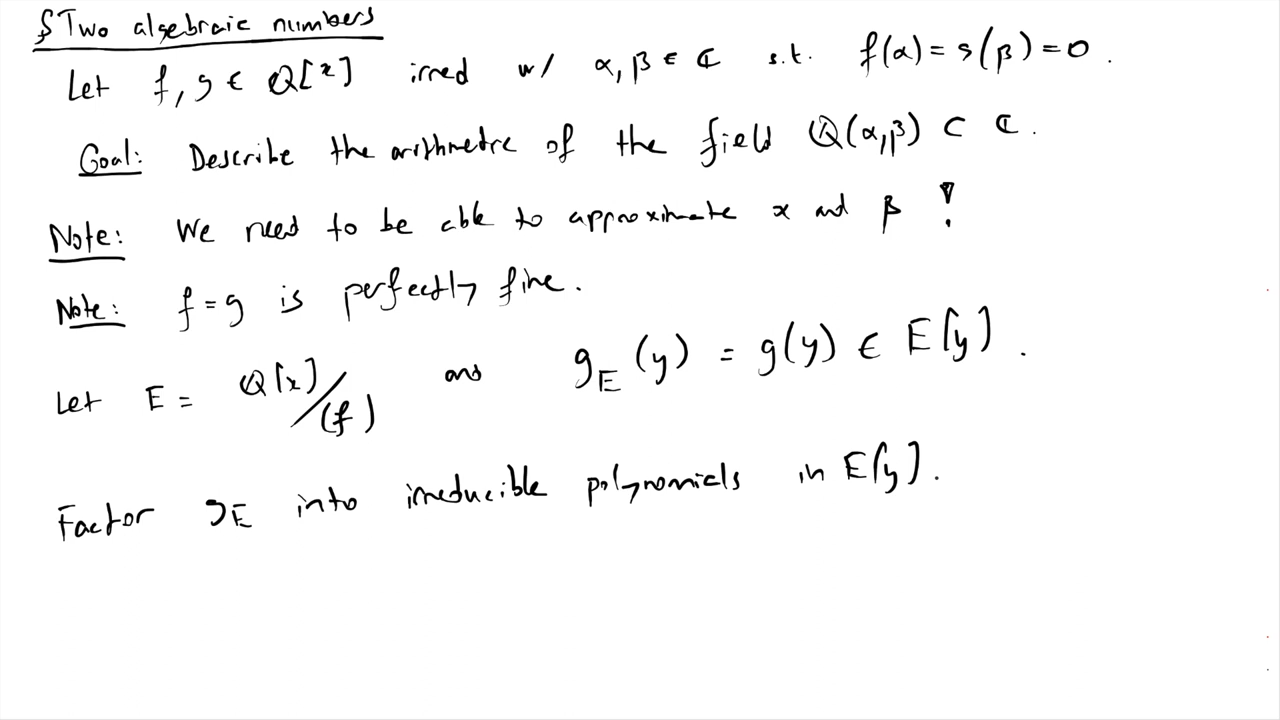 § Two algebraic numbers
Let f, g ∈ ℚ[x] irred w/ α, β ∈ ℂ s.t. f(α) = g(β) = 0.
Goal: Describe the arithmetic of the field ℚ(α,β) ⊂ ℂ.
Note: We need to be able to approximate α and β !
Note: f = g is perfectly fine.
Let E = ℚ[x]/(f) and g_E(y) = g(y) ∈ E[y].
Factor g_E into irreducible polynomials in E[y].